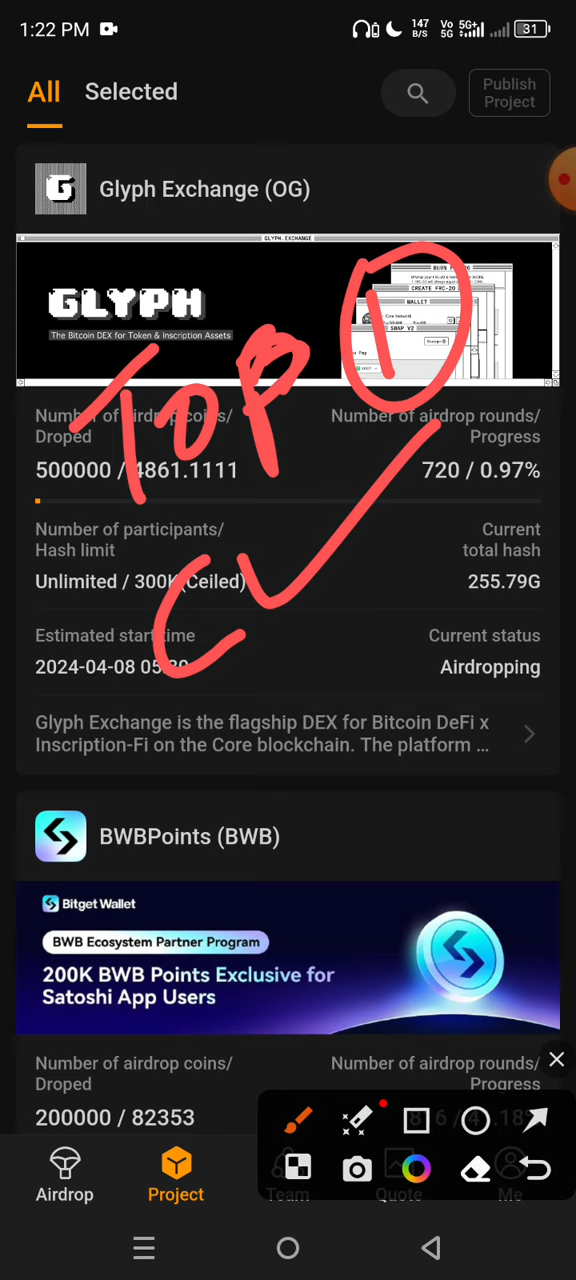 1:22 PM
147 B/S
Vo 5G
5G+
31
All Selected
Publish Project
Glyph Exchange (OG)
GLYPH.EXCHANGE
GLYPH
The Bitcoin DEX for Token & Inscription Assets
CREATE FRC-20
WALLET
SWAP V2
TOP 1
Number of airdrop coins/
Droped
500000 / 4861.1111
Number of airdrop rounds/
Progress
720 / 0.97%
Number of participants/
Hash limit
Unlimited / 300K(Ceiled)
Current
total hash
255.79G
Estimated start time
2024-04-08 05:
Current status
Airdropping
Glyph Exchange is the flagship DEX for Bitcoin DeFi x
Inscription-Fi on the Core blockchain. The platform ...
BWBPoints (BWB)
Bitget Wallet
BWB Ecosystem Partner Program
200K BWB Points Exclusive for
Satoshi App Users
Number of airdrop coins/
Droped
200000 / 82353
Number of airdrop rounds/
Progress
Airdrop
Project
Team
Quote
Me